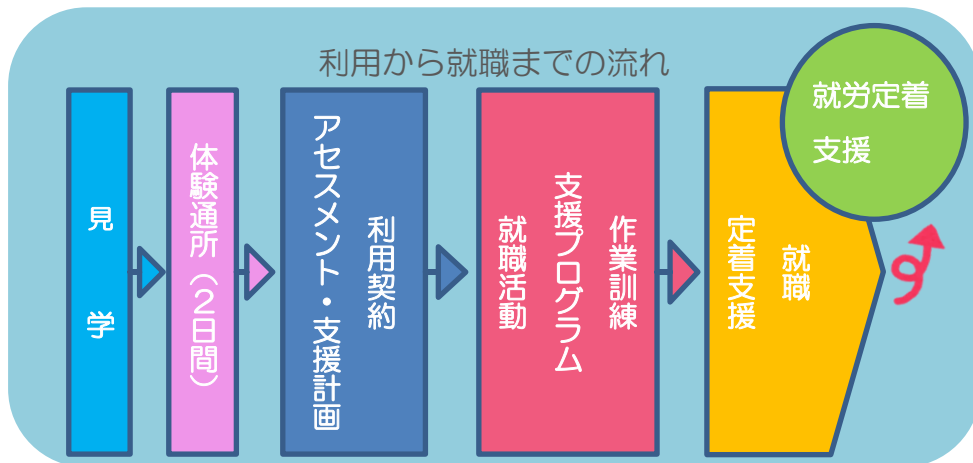 利用から就職までの流れ
見学
体験通所（２日間）
利用契約
アセスメント・支援計画
作業訓練
支援プログラム
就職活動
就職
定着支援
就労定着
支援